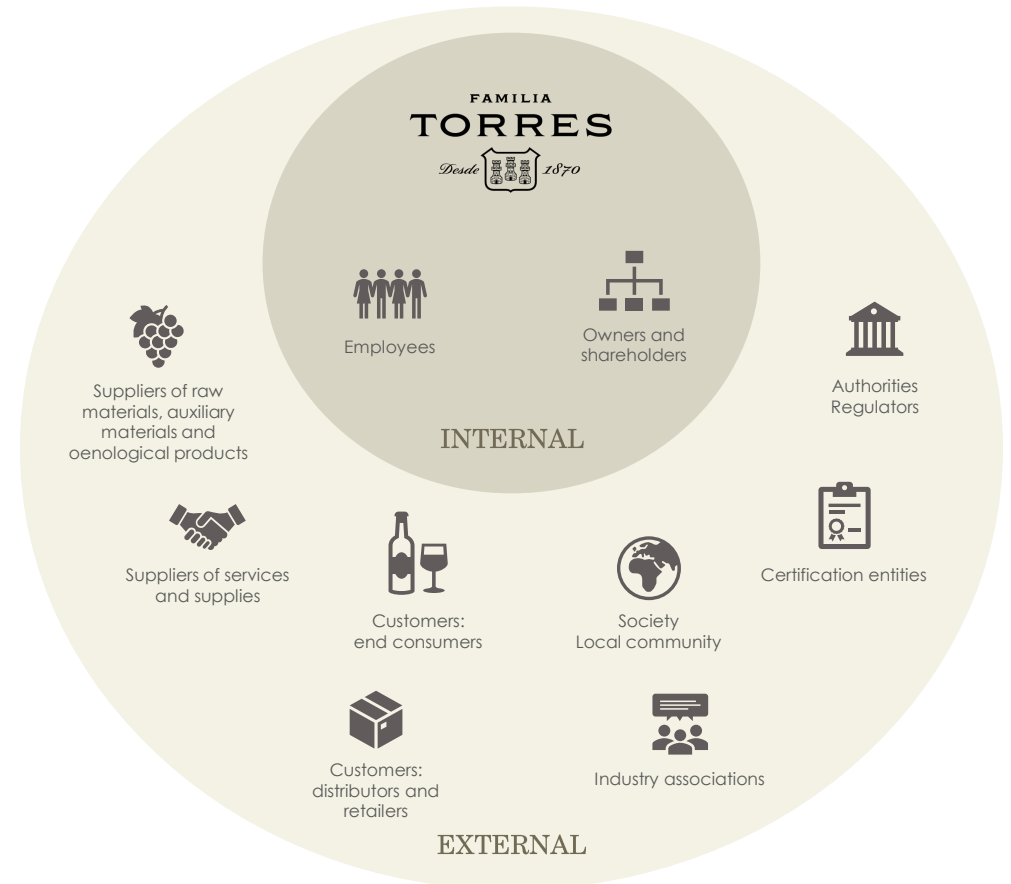 FAMILIA
TORRES
Desde 1870
Employees
Owners and
shareholders
INTERNAL
Suppliers of raw
materials, auxiliary
materials and
oenological products
Authorities
Regulators
Suppliers of services
and supplies
Customers:
end consumers
Society
Local community
Certification entities
Customers:
distributors and
retailers
Industry associations
EXTERNAL